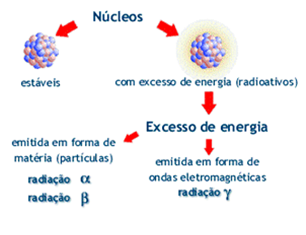 Núcleos
estáveis
com excesso de energia (radioativos)
Excesso de energia
emitida em forma de
matéria (partículas)
radiação α
radiação β
emitida em forma de
ondas eletromagnéticas
radiação γ